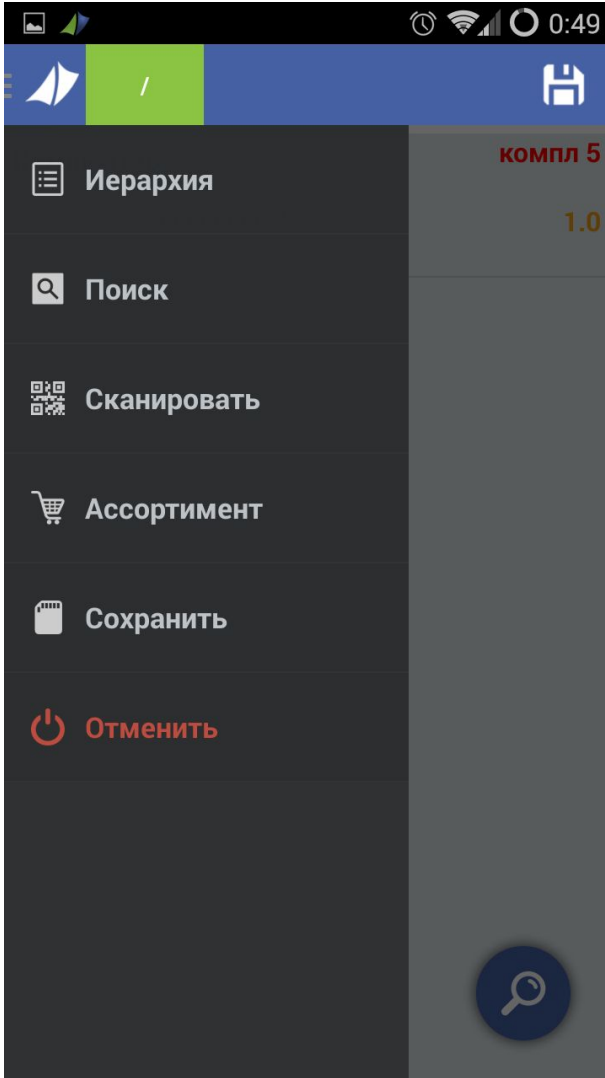 0:49
/
компл 5
1.0
Иерархия
Поиск
Сканировать
Ассортимент
Сохранить
Отменить